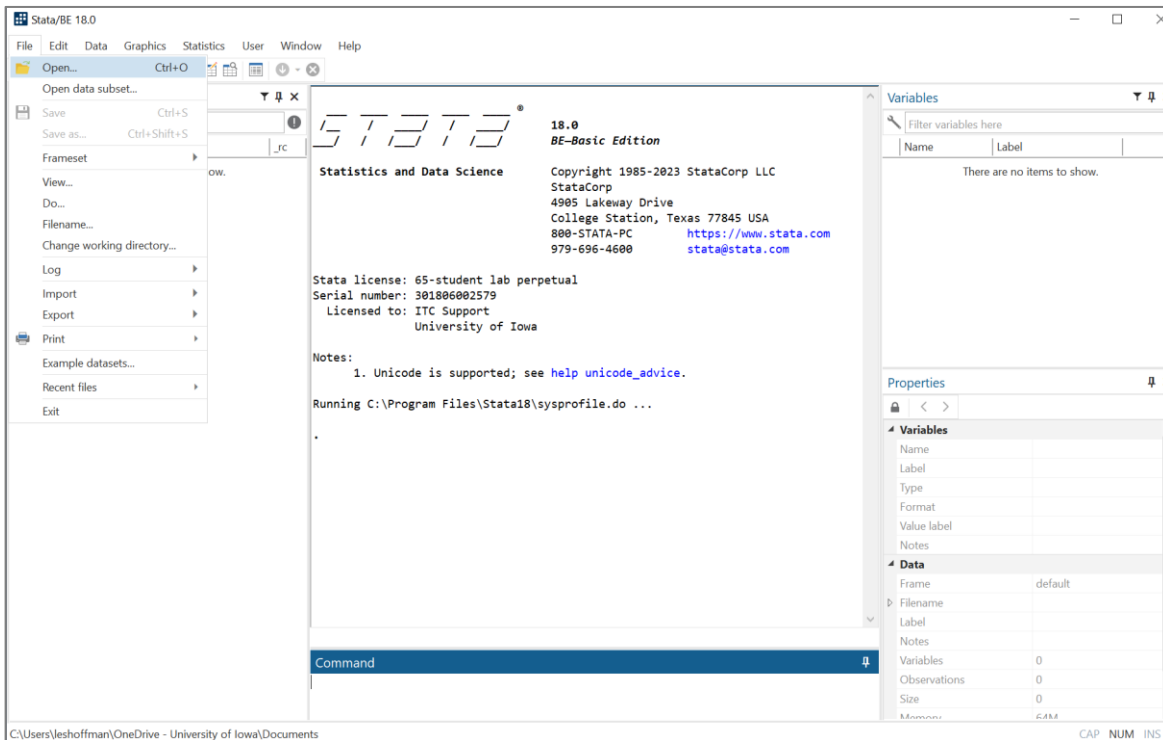 Stata/BE 18.0
File Edit Data Graphics Statistics User Window Help
Open... Ctrl+O
Open data subset...
Save Ctrl+S
Save as... Ctrl+Shift+S
Frameset
View...
Do...
Filename...
Change working directory...
Log
Import
Export
Print
Example datasets...
Recent files
Exit
_rc
ow.
STATA ®
18.0
BE—Basic Edition
Statistics and Data Science Copyright 1985-2023 StataCorp LLC
StataCorp
4905 Lakeway Drive
College Station, Texas 77845 USA
800-STATA-PC https://www.stata.com
979-696-4600 stata@stata.com
Stata license: 65-student lab perpetual
Serial number: 301806002579
Licensed to: ITC Support
University of Iowa
Notes:
1. Unicode is supported; see help unicode_advice.
Running C:\Program Files\Stata18\sysprofile.do ...
.
Command
Variables
Filter variables here
Name Label
There are no items to show.
Properties
Variables
Name
Label
Type
Format
Value label
Notes
Data
Frame default
Filename
Label
Notes
Variables 0
Observations 0
Size 0
Memory 64M
C:\Users\leshoffman\OneDrive - University of Iowa\Documents
CAP NUM INS